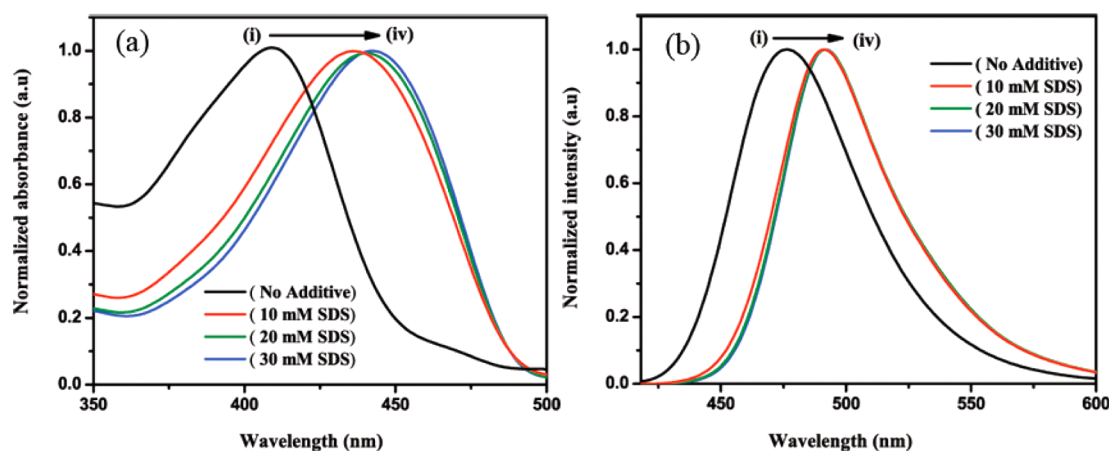 (a)
(i)
(iv)
Normalized absorbance (a.u)
1.0
0.8
0.6
0.4
0.2
0.0
( No Additive)
( 10 mM SDS)
( 20 mM SDS)
( 30 mM SDS)
350
400
450
500
Wavelength (nm)
(b)
(i)
(iv)
Normalized intensity (a.u)
1.0
0.8
0.6
0.4
0.2
0.0
( No Additive)
( 10 mM SDS)
( 20 mM SDS)
( 30 mM SDS)
450
500
550
600
Wavelength (nm)